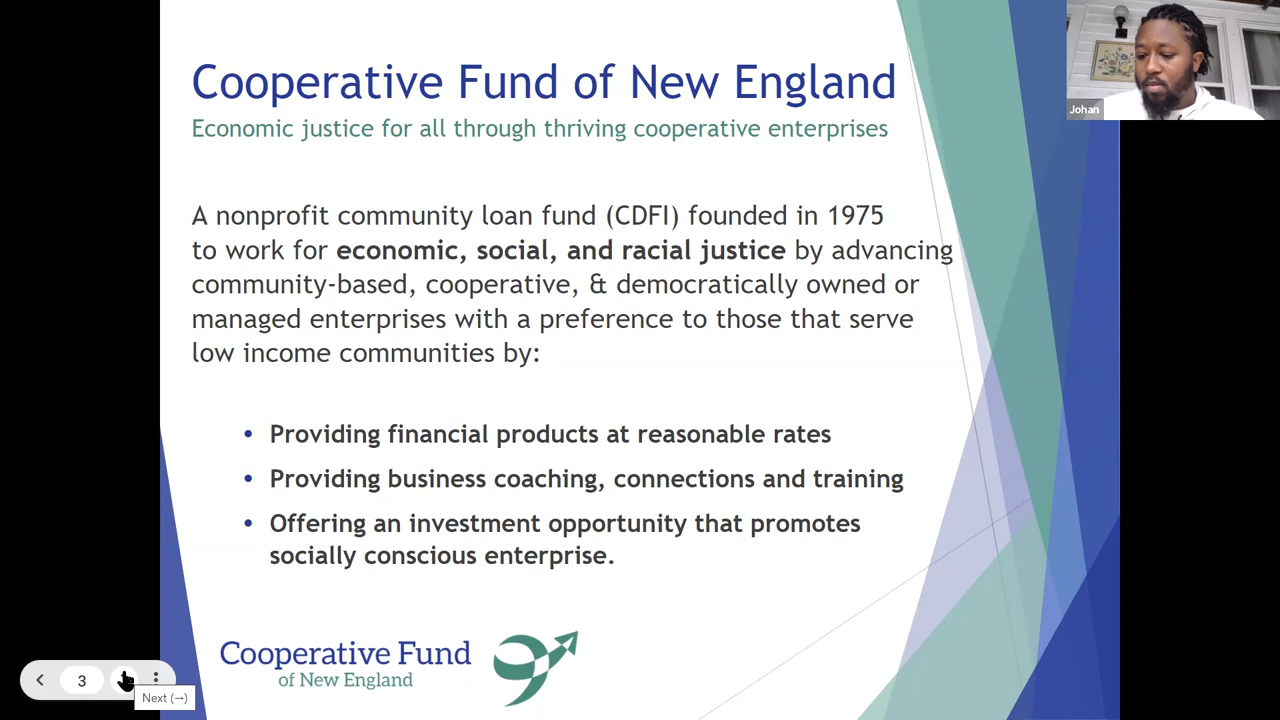 Cooperative Fund of New England
Economic justice for all through thriving cooperative enterprises
Johan
A nonprofit community loan fund (CDFI) founded in 1975
to work for economic, social, and racial justice by advancing
community-based, cooperative, & democratically owned or
managed enterprises with a preference to those that serve
low income communities by:
• Providing financial products at reasonable rates
• Providing business coaching, connections and training
• Offering an investment opportunity that promotes
socially conscious enterprise.
Cooperative Fund
of New England
3
Next (→)